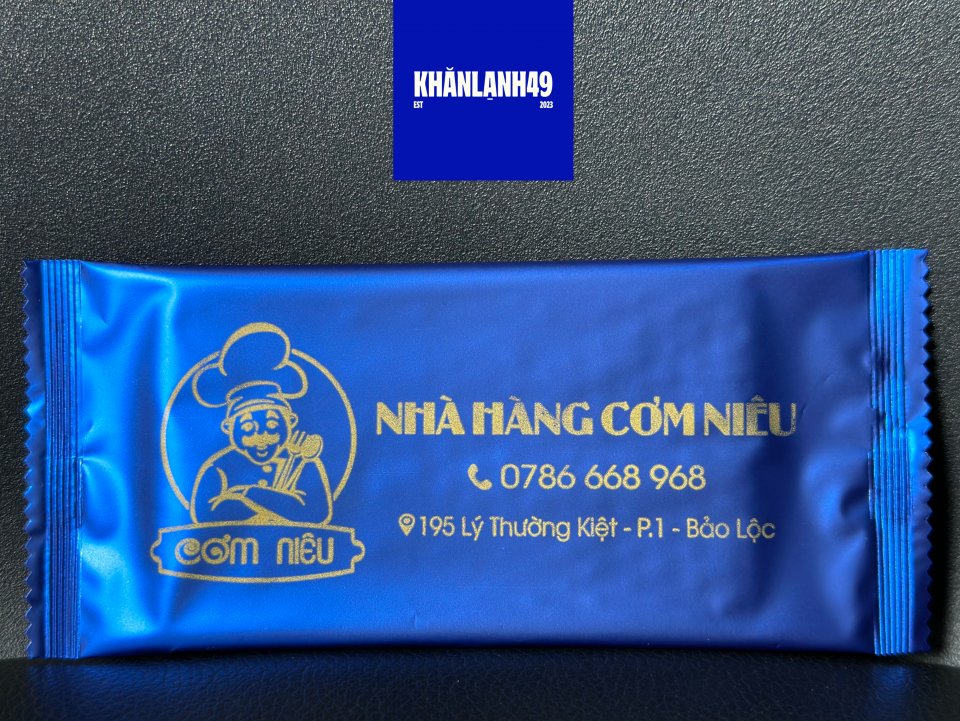 KHĂNLẠNH49
EST 2023
NHÀ HÀNG CƠM NIÊU
0786 668 968
195 Lý Thường Kiệt - P.1 - Bảo Lộc
CƠM NIÊU